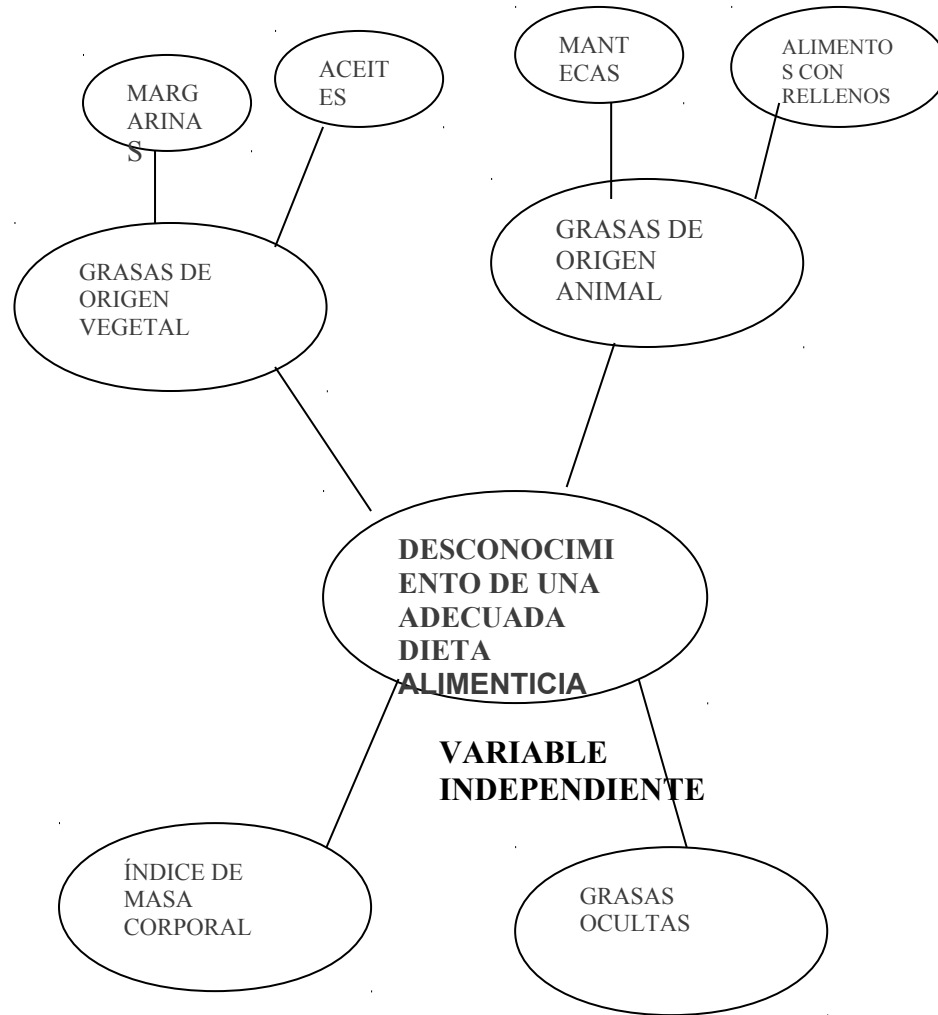 MARG
ARINA
S
ACEIT
ES
MANT
ECAS
ALIMENTO
S CON
RELLENOS
GRASAS DE
ORIGEN
VEGETAL
GRASAS DE
ORIGEN
ANIMAL
DESCONOCIMI
ENTO DE UNA
ADECUADA
DIETA
ALIMENTICIA
VARIABLE
INDEPENDIENTE
ÍNDICE DE
MASA
CORPORAL
GRASAS
OCULTAS